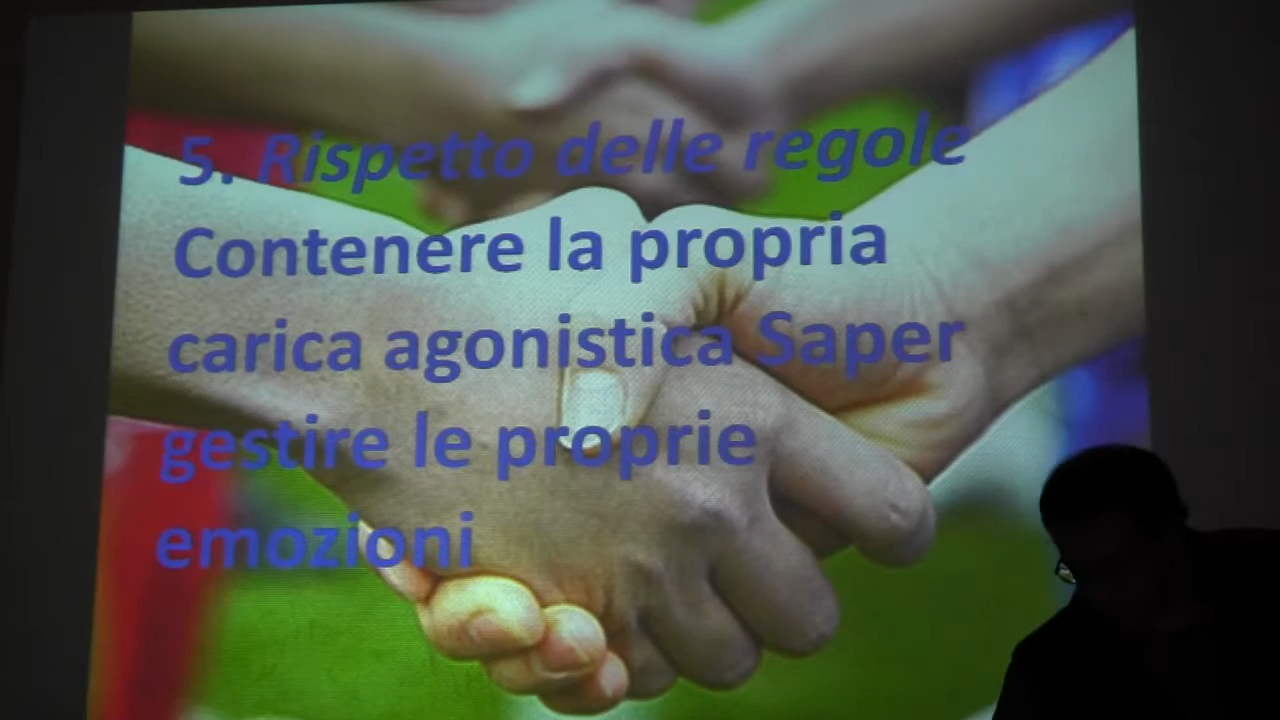 5. Rispetto delle regole
Contenere la propria
carica agonistica Saper
gestire le proprie
emozioni